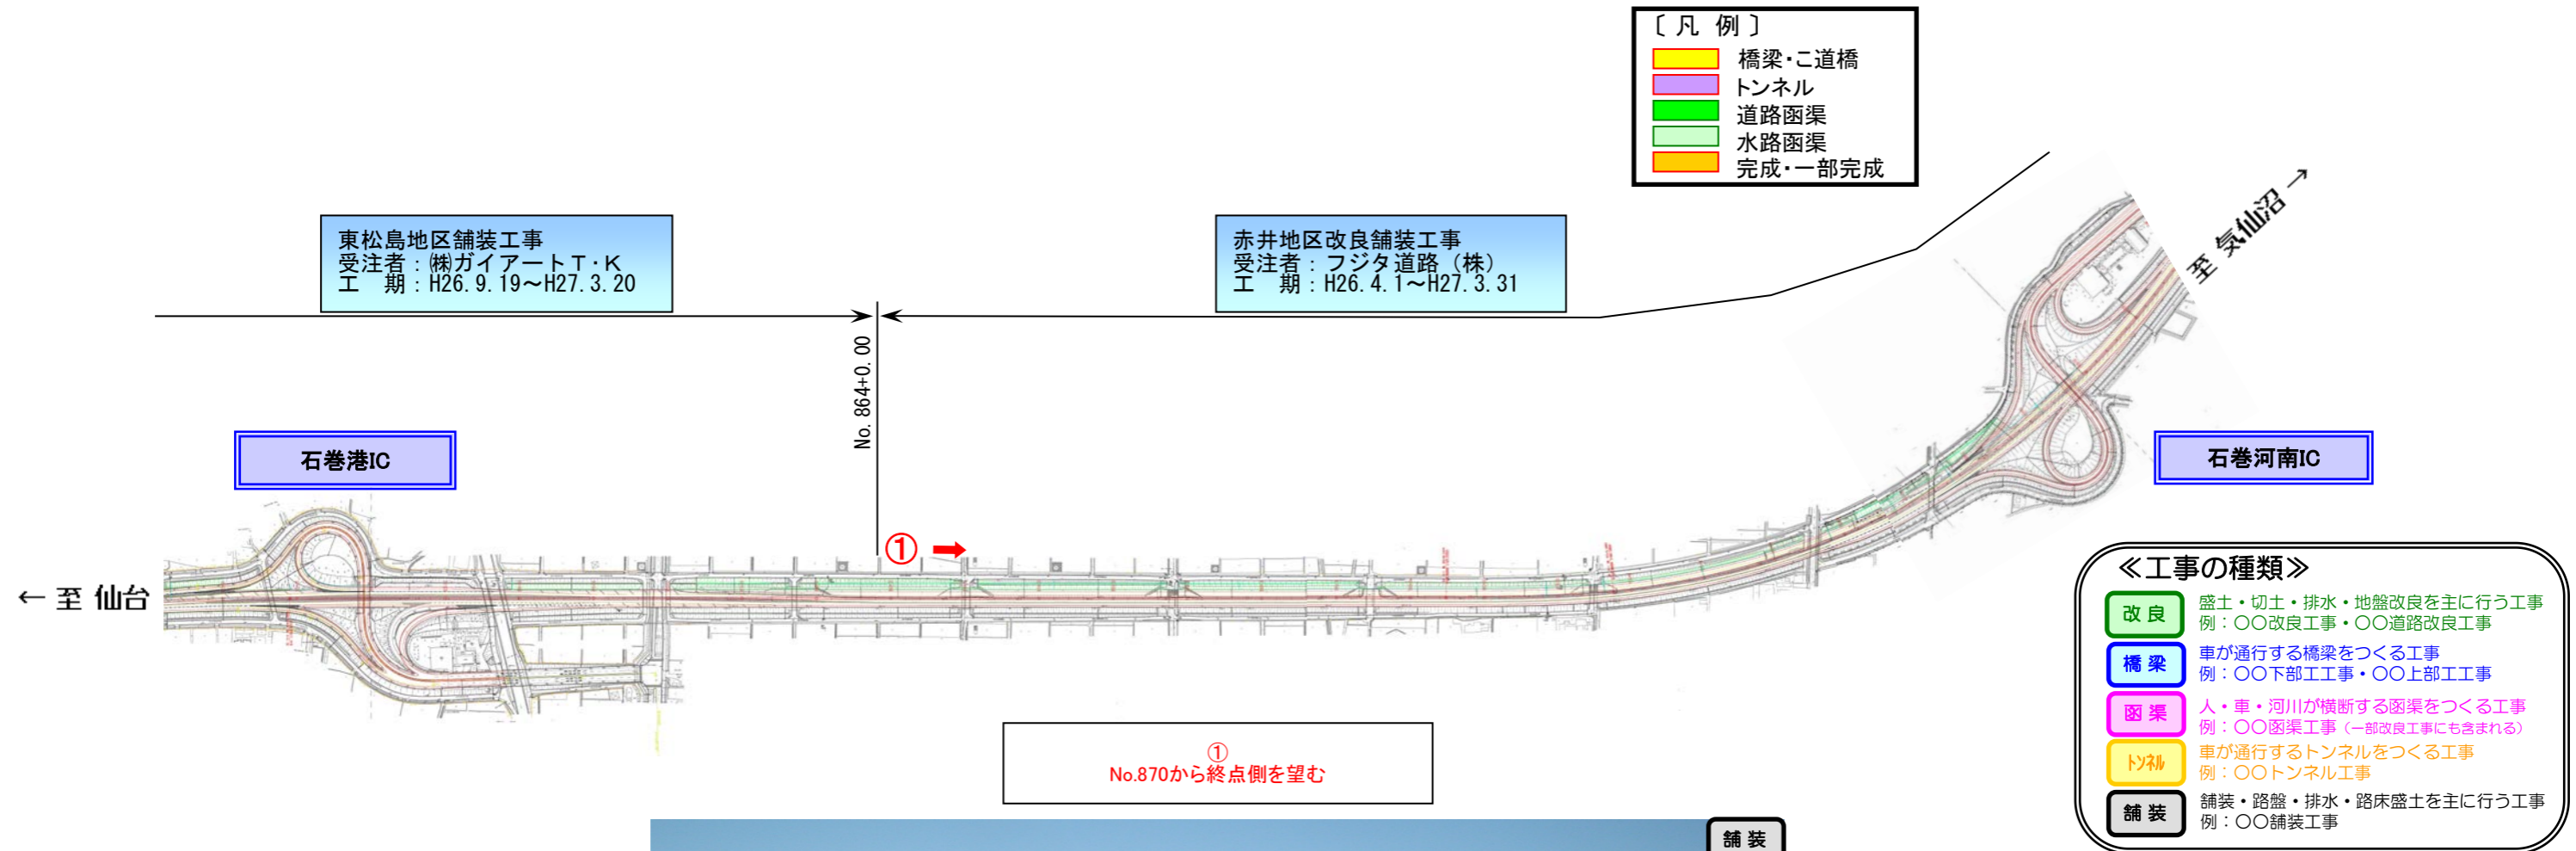 〔 凡 例 〕
橋梁・こ道橋
トンネル
道路函渠
水路函渠
完成・一部完成
東松島地区舗装工事
受注者：㈱ガイアートＴ・Ｋ
工　期：H26.9.19～H27.3.20
赤井地区改良舗装工事
受注者：フジタ道路（株）
工　期：H26.4.1～H27.3.31
至 気仙沼 →
No.864+0.00
石巻港IC
石巻河南IC
①
← 至 仙台
①
No.870から終点側を望む
舗 装
≪工事の種類≫
改 良
盛土・切土・排水・地盤改良を主に行う工事
例：〇〇改良工事・〇〇道路改良工事
橋 梁
車が通行する橋梁をつくる工事
例：〇〇下部工工事・〇〇上部工工事
函 渠
人・車・河川が横断する函渠をつくる工事
例：〇〇函渠工事（一部改良工事にも含まれる）
トンネル
車が通行するトンネルをつくる工事
例：〇〇トンネル工事
舗 装
舗装・路盤・排水・路床盛土を主に行う工事
例：〇〇舗装工事